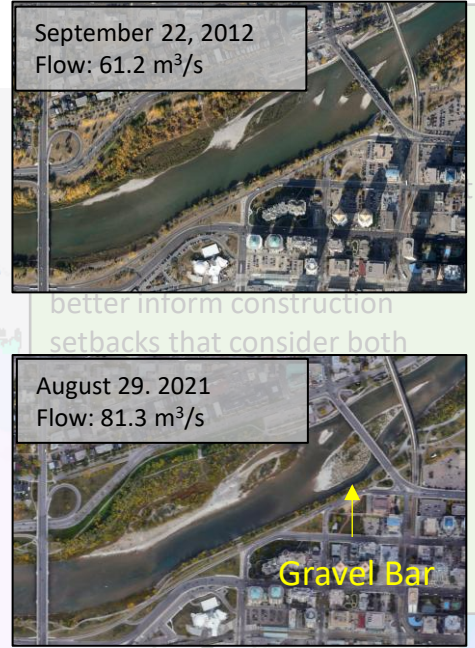 September 22, 2012
Flow: 61.2 m³/s
better inform construction
setbacks that consider both
August 29. 2021
Flow: 81.3 m³/s
Gravel Bar